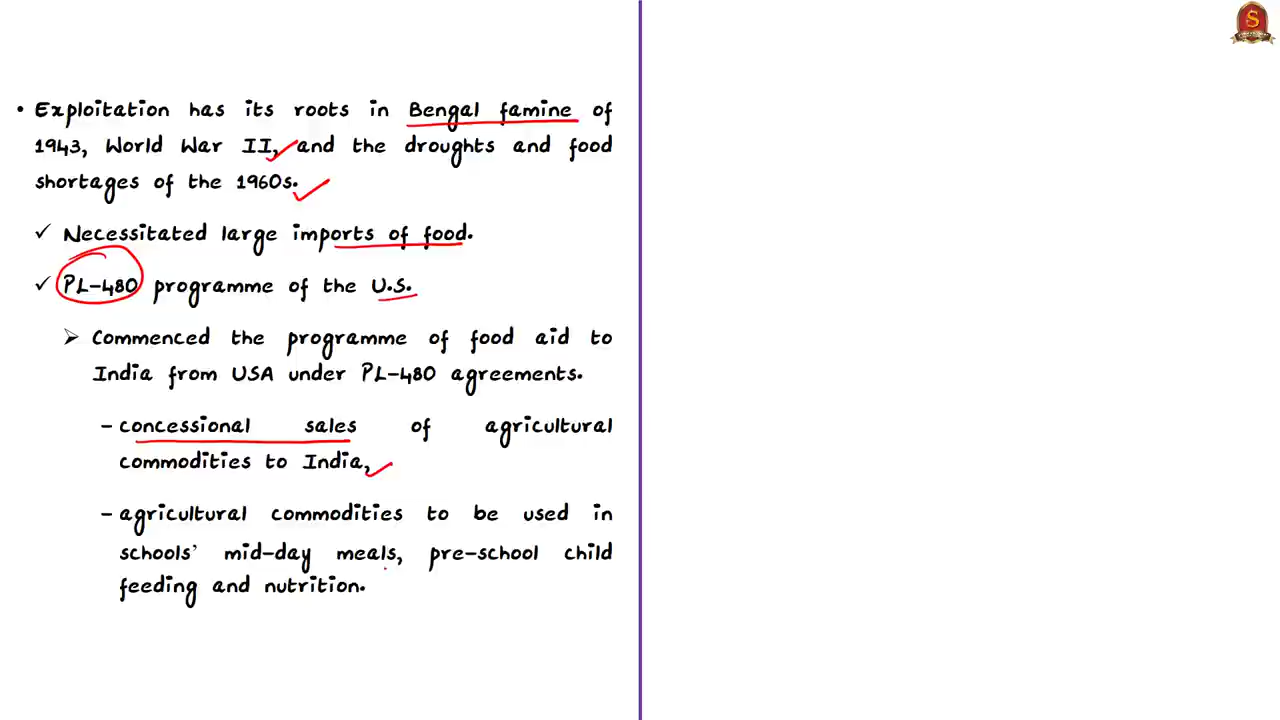 • Exploitation has its roots in Bengal famine of
1943, World War II, and the droughts and food
shortages of the 1960s.
✓ Necessitated large imports of food.
✓ PL-480 programme of the U.S.
➢ Commenced the programme of food aid to
India from USA under PL-480 agreements.
- concessional sales of agricultural
commodities to India,
- agricultural commodities to be used in
schools' mid-day meals, pre-school child
feeding and nutrition.
S